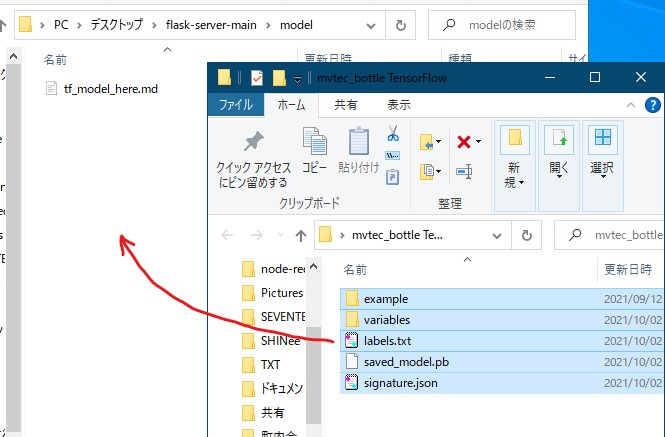 PC > デスクトップ > flask-server-main > model
modelの検索
名前
更新日時
種類
tf_model_here.md
mvtec_bottle TensorFlow
ファイル
ホーム
共有
表示
クイック アクセス
にピン留めする
コピー
貼り付け
クリップボード
整理
新
規
開く
選択
mvtec_bottle Te...
mvtec_bottle
名前
更新日時
node-rec
Pictures
SEVENTE
SHINee
TXT
ドキュメン
共有
町内会
example
2021/09/12
variables
2021/10/02
labels.txt
2021/10/02
saved_model.pb
2021/10/02
signature.json
2021/10/02